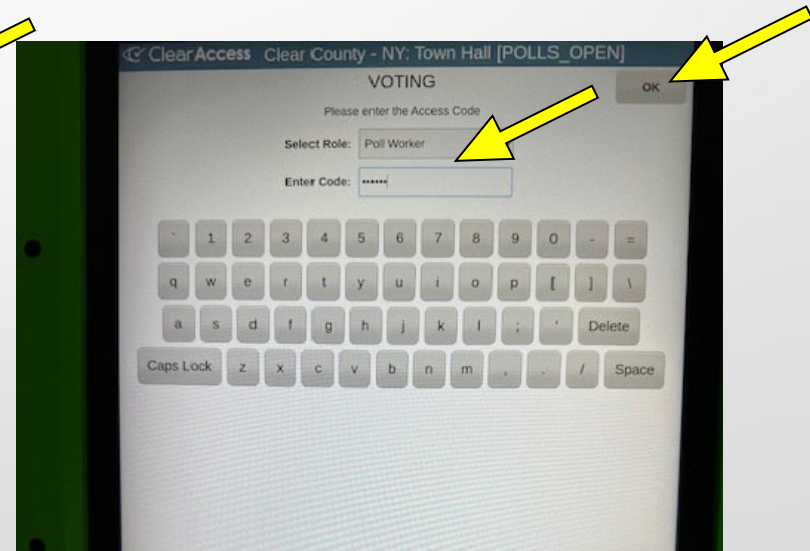 ClearAccess Clear County - NY: Town Hall [POLLS_OPEN]
VOTING
OK
Please enter the Access Code
Select Role: Poll Worker
Enter Code: ••••••
` 1 2 3 4 5 6 7 8 9 0 - =
q w e r t y u i o p [ ] \
a s d f g h j k l ; ' Delete
Caps Lock z x c v b n m , . / Space